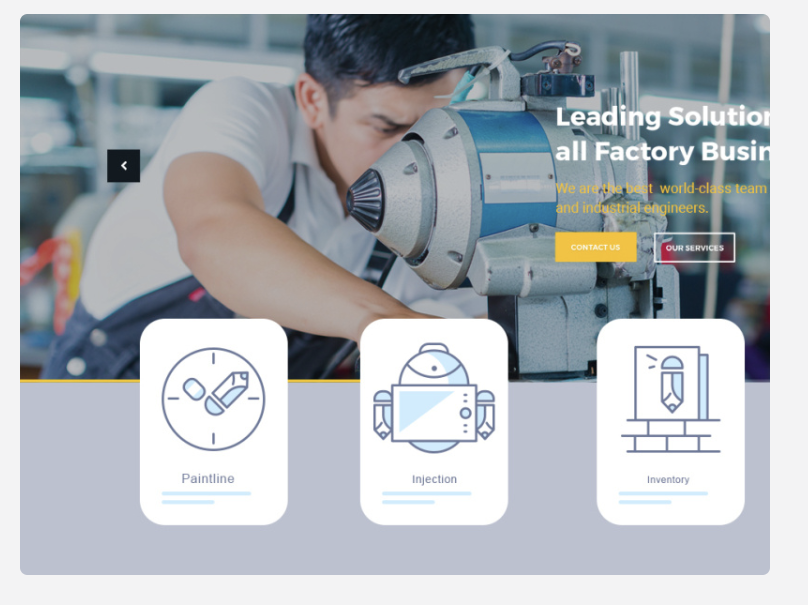 Leading Solution
all Factory Busin
We are the best world-class team
and industrial engineers.
CONTACT US
OUR SERVICES
Paintline
Injection
Inventory